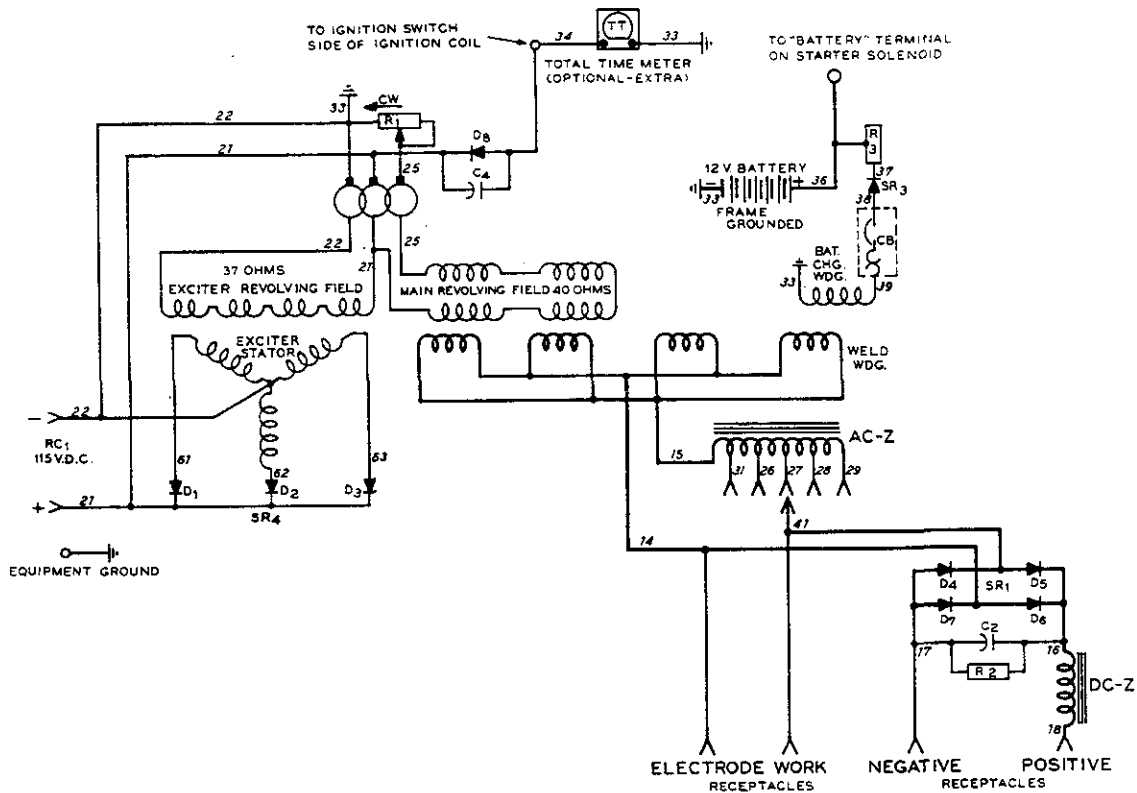 TO IGNITION SWITCH
SIDE OF IGNITION COIL
34
TT
33
TOTAL TIME METER
(OPTIONAL-EXTRA)
TO "BATTERY" TERMINAL
ON STARTER SOLENOID
33
CW
R1
22
21
D8
C4
25
12 V. BATTERY
33
- +
36
FRAME
GROUNDED
R
3
37
SR3
38
CB
BAT.
CHG.
WDG.
33
39
22
21
25
37 OHMS
EXCITER REVOLVING FIELD
MAIN REVOLVING FIELD 40 OHMS
EXCITER
STATOR
WELD
WDG.
- 22
RC1
115 V.D.C.
+ 21
61
62
63
D1
D2
D3
SR4
EQUIPMENT GROUND
AC-Z
15
31
26
27
28
29
41
14
D4
SR1
D5
D7
D6
17
C2
16
R 2
DC-Z
18
ELECTRODE WORK
RECEPTACLES
NEGATIVE POSITIVE
RECEPTACLES